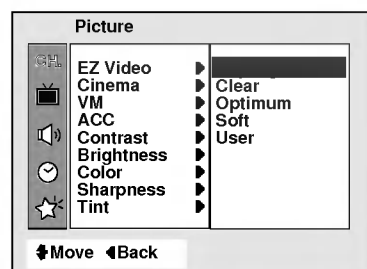 Picture
CH.
EZ Video
Cinema
VM
ACC
Contrast
Brightness
Color
Sharpness
Tint
Clear
Optimum
Soft
User
Move Back